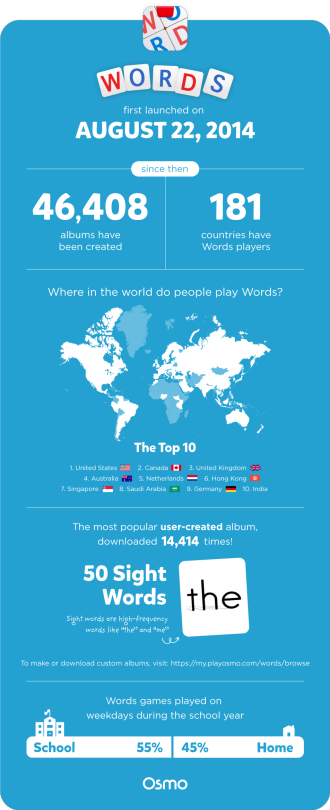 WORDS
WORDS
first launched on
AUGUST 22, 2014
since then
46,408
albums have
been created
181
countries have
Words players
Where in the world do people play Words?
The Top 10
1. United States 2. Canada 3. United Kingdom
4. Australia 5. Netherlands 6. Hong Kong
7. Singapore 8. Saudi Arabia 9. Germany 10. India
The most popular user-created album,
downloaded 14,414 times!
50 Sight
Words
the
Sight words are high-frequency
words like "the" and "me"
To make or download custom albums, visit: https://my.playosmo.com/words/browse
Words games played on
weekdays during the school year
School 55% 45% Home
Osmo